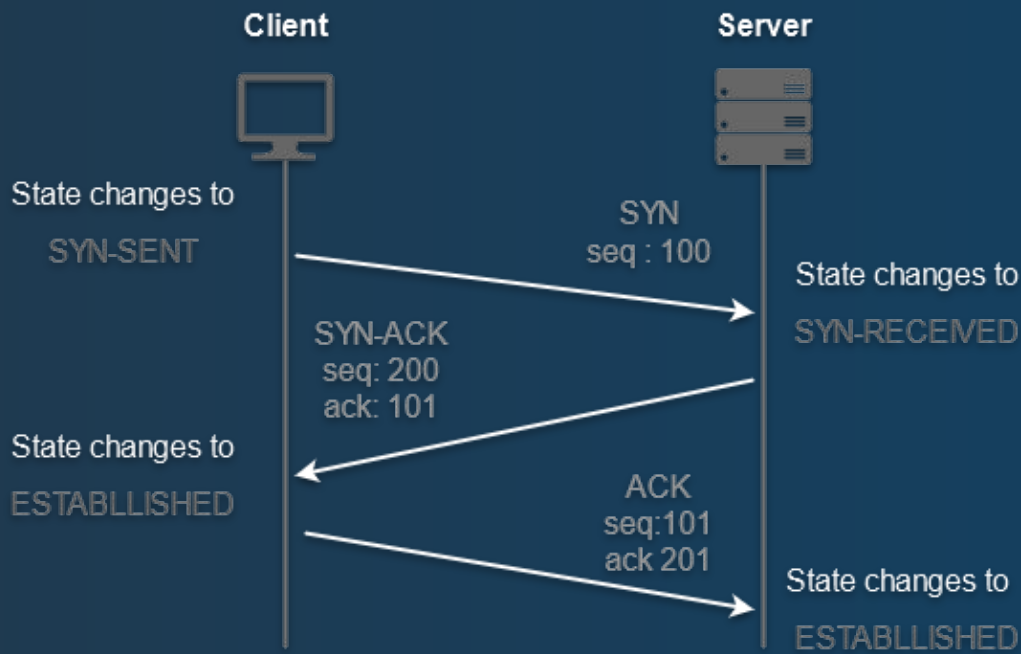 Client
Server
State changes to
SYN-SENT
SYN
seq : 100
State changes to
SYN-RECEIVED
SYN-ACK
seq: 200
ack: 101
State changes to
ESTABLLISHED
ACK
seq:101
ack 201
State changes to
ESTABLLISHED